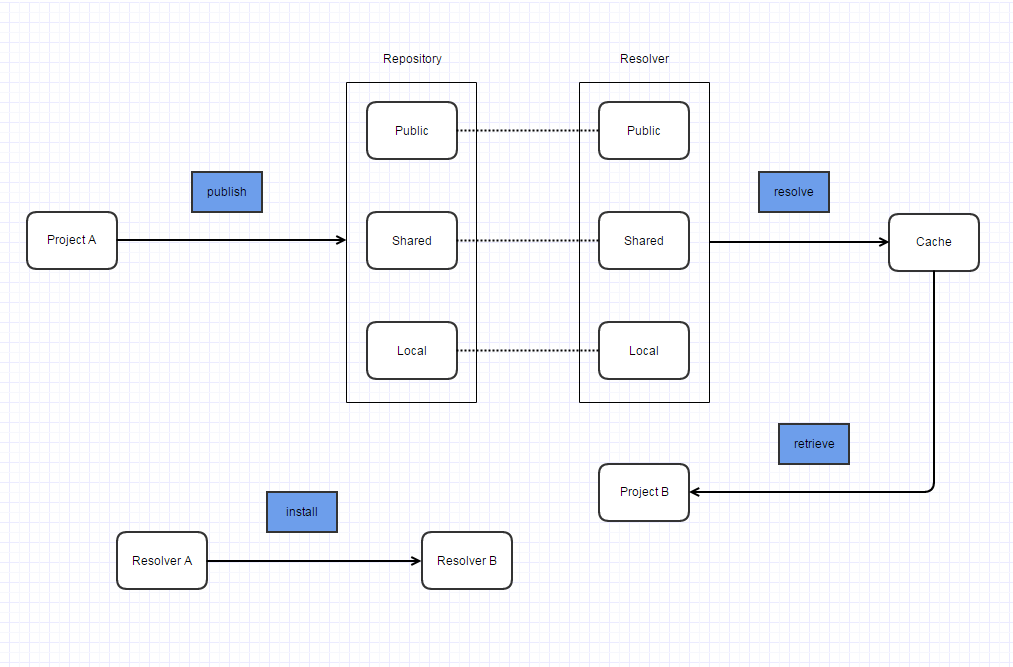 Repository
Resolver
Public
Public
publish
resolve
Project A
Shared
Shared
Cache
Local
Local
retrieve
Project B
install
Resolver A
Resolver B